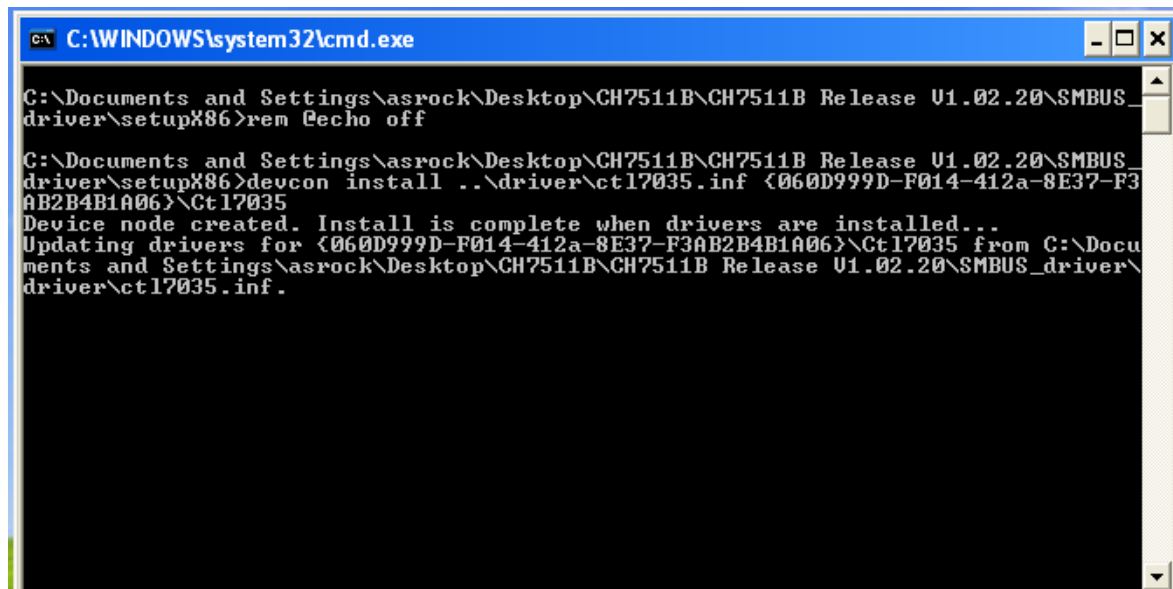 C:\WINDOWS\system32\cmd.exe
C:\Documents and Settings\asrock\Desktop\CH7511B\CH7511B Release V1.02.20\SMBUS_
driver\setupX86>rem @echo off
C:\Documents and Settings\asrock\Desktop\CH7511B\CH7511B Release V1.02.20\SMBUS_
driver\setupX86>devcon install ..\driver\ctl7035.inf {060D999D-F014-412a-8E37-F3
AB2B4B1A06}\Ctl7035
Device node created. Install is complete when drivers are installed...
Updating drivers for {060D999D-F014-412a-8E37-F3AB2B4B1A06}\Ctl7035 from C:\Docu
ments and Settings\asrock\Desktop\CH7511B\CH7511B Release V1.02.20\SMBUS_driver\
driver\ctl7035.inf.